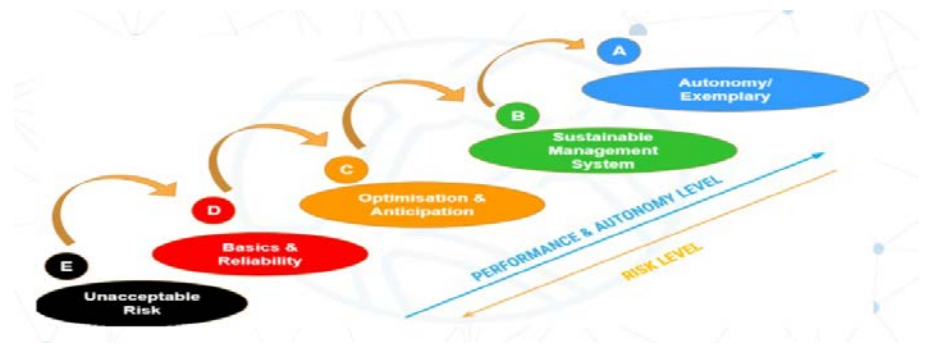 A
Autonomy/
Exemplary
B
Sustainable
Management
System
C
Optimisation &
Anticipation
D
Basics &
Reliability
E
Unacceptable
Risk
PERFORMANCE & AUTONOMY LEVEL
RISK LEVEL